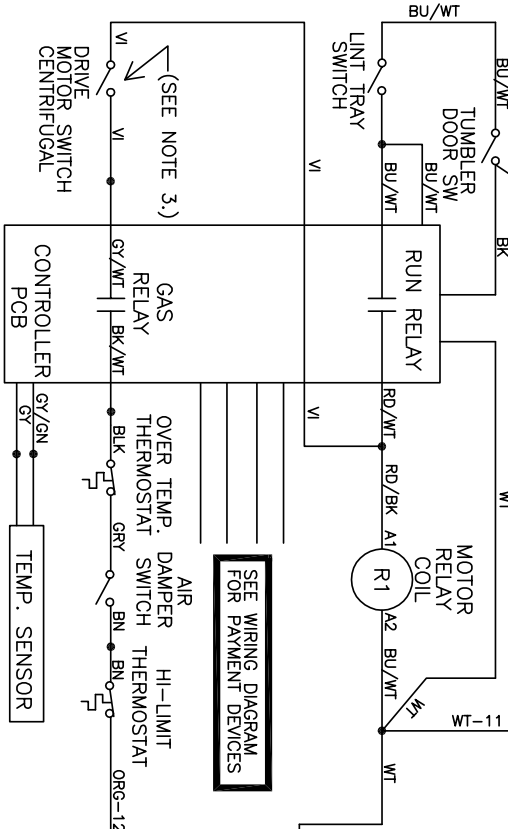 BU/WT
BU/WT
TUMBLER
DOOR SW
BK
LINT TRAY
SWITCH
BU/WT
BU/WT
VI
VI
(SEE NOTE 3.)
DRIVE
MOTOR SWITCH
CENTRIFUGAL
VI
RUN RELAY
WT
GY/WT
GAS
RELAY
BK/WT
CONTROLLER
PCB
RD/WT
RD/BK
VI
A1
MOTOR
RELAY
COIL
R1
A2
BU/WT
WT
WT-11
WT
SEE WIRING DIAGRAM
FOR PAYMENT DEVICES
BLK
OVER TEMP.
THERMOSTAT
GRY
AIR
DAMPER
SWITCH
BN
BN
HI-LIMIT
THERMOSTAT
ORG-12
GY/GN
GY
TEMP. SENSOR